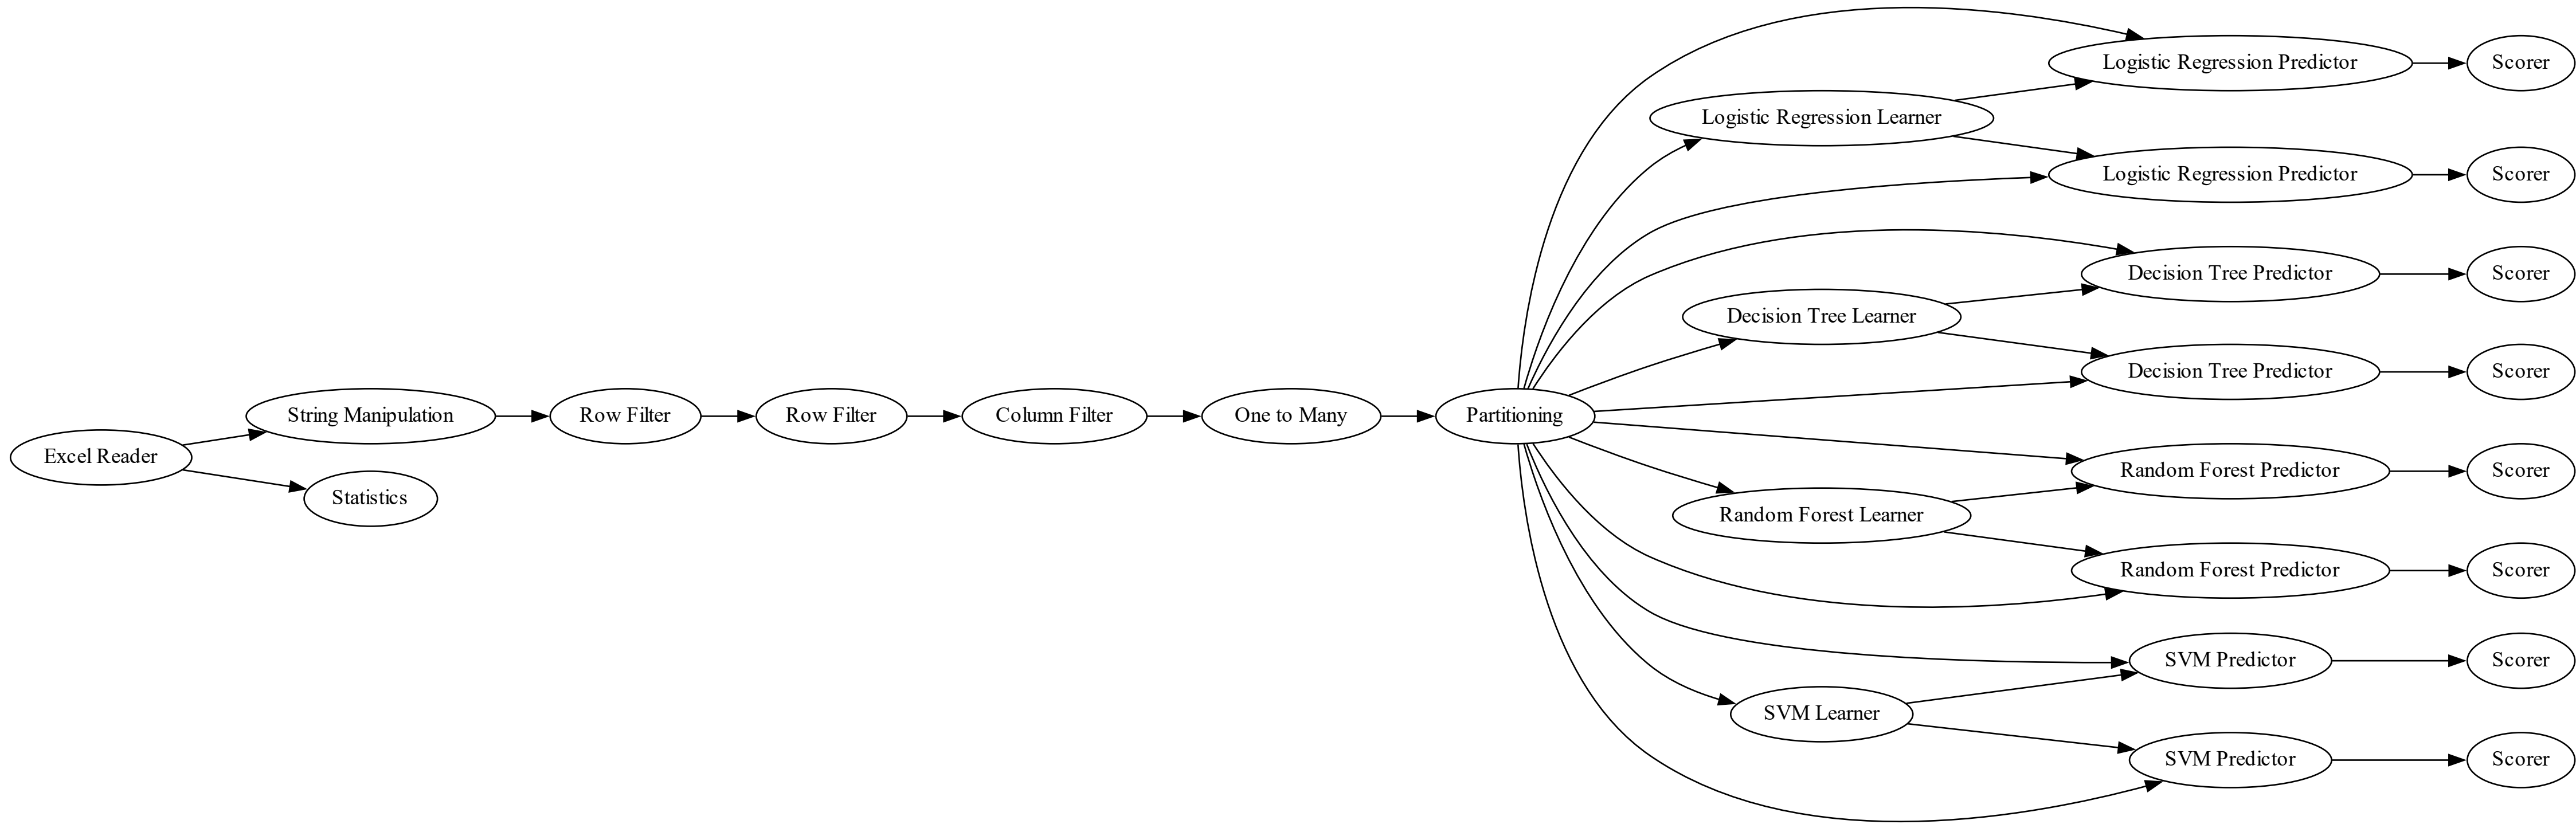 Excel Reader
String Manipulation
Statistics
Row Filter
Row Filter
Column Filter
One to Many
Partitioning
Logistic Regression Learner
Decision Tree Learner
Random Forest Learner
SVM Learner
Logistic Regression Predictor
Logistic Regression Predictor
Decision Tree Predictor
Decision Tree Predictor
Random Forest Predictor
Random Forest Predictor
SVM Predictor
SVM Predictor
Scorer
Scorer
Scorer
Scorer
Scorer
Scorer
Scorer
Scorer